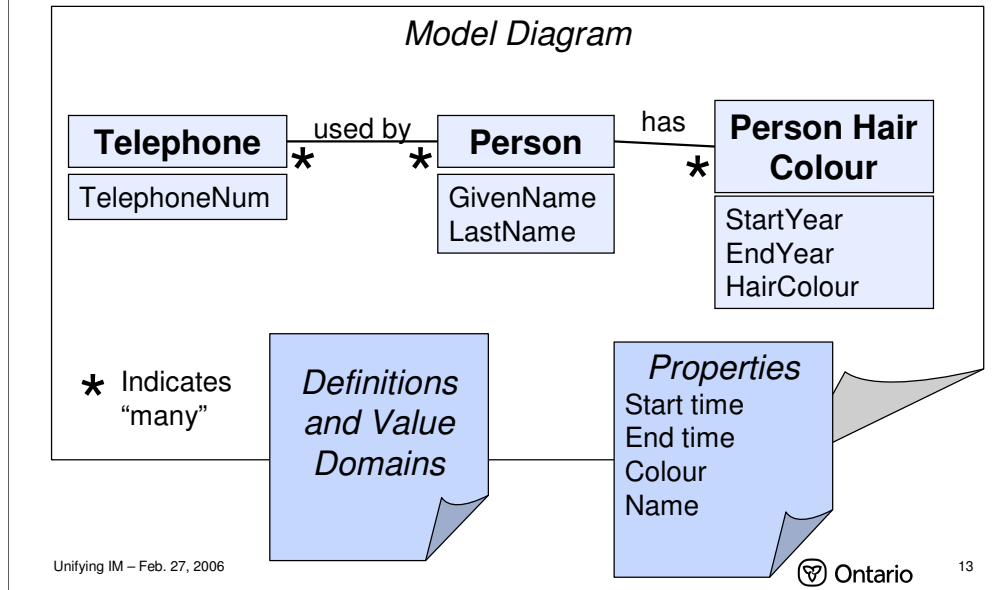 Model Diagram
Telephone
TelephoneNum
used by
*
*
Person
GivenName
LastName
has
*
Person Hair
Colour
StartYear
EndYear
HairColour
* Indicates
“many”
Definitions
and Value
Domains
Properties
Start time
End time
Colour
Name
Unifying IM – Feb. 27, 2006
Ontario
13